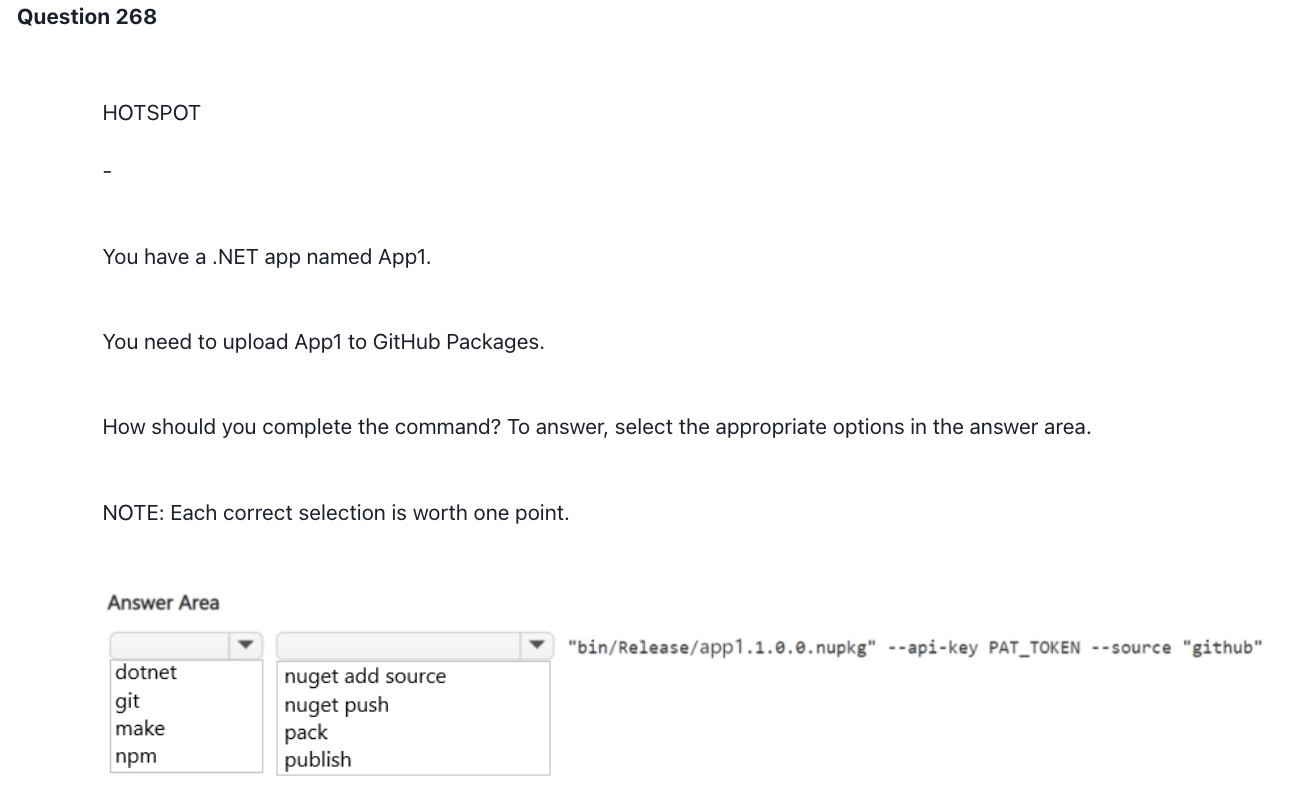 Question 268
HOTSPOT
-
You have a .NET app named App1.
You need to upload App1 to GitHub Packages.
How should you complete the command? To answer, select the appropriate options in the answer area.
NOTE: Each correct selection is worth one point.
Answer Area
"bin/Release/app1.1.0.0.nupkg" --api-key PAT_TOKEN --source "github"
dotnet
git
make
npm
nuget add source
nuget push
pack
publish